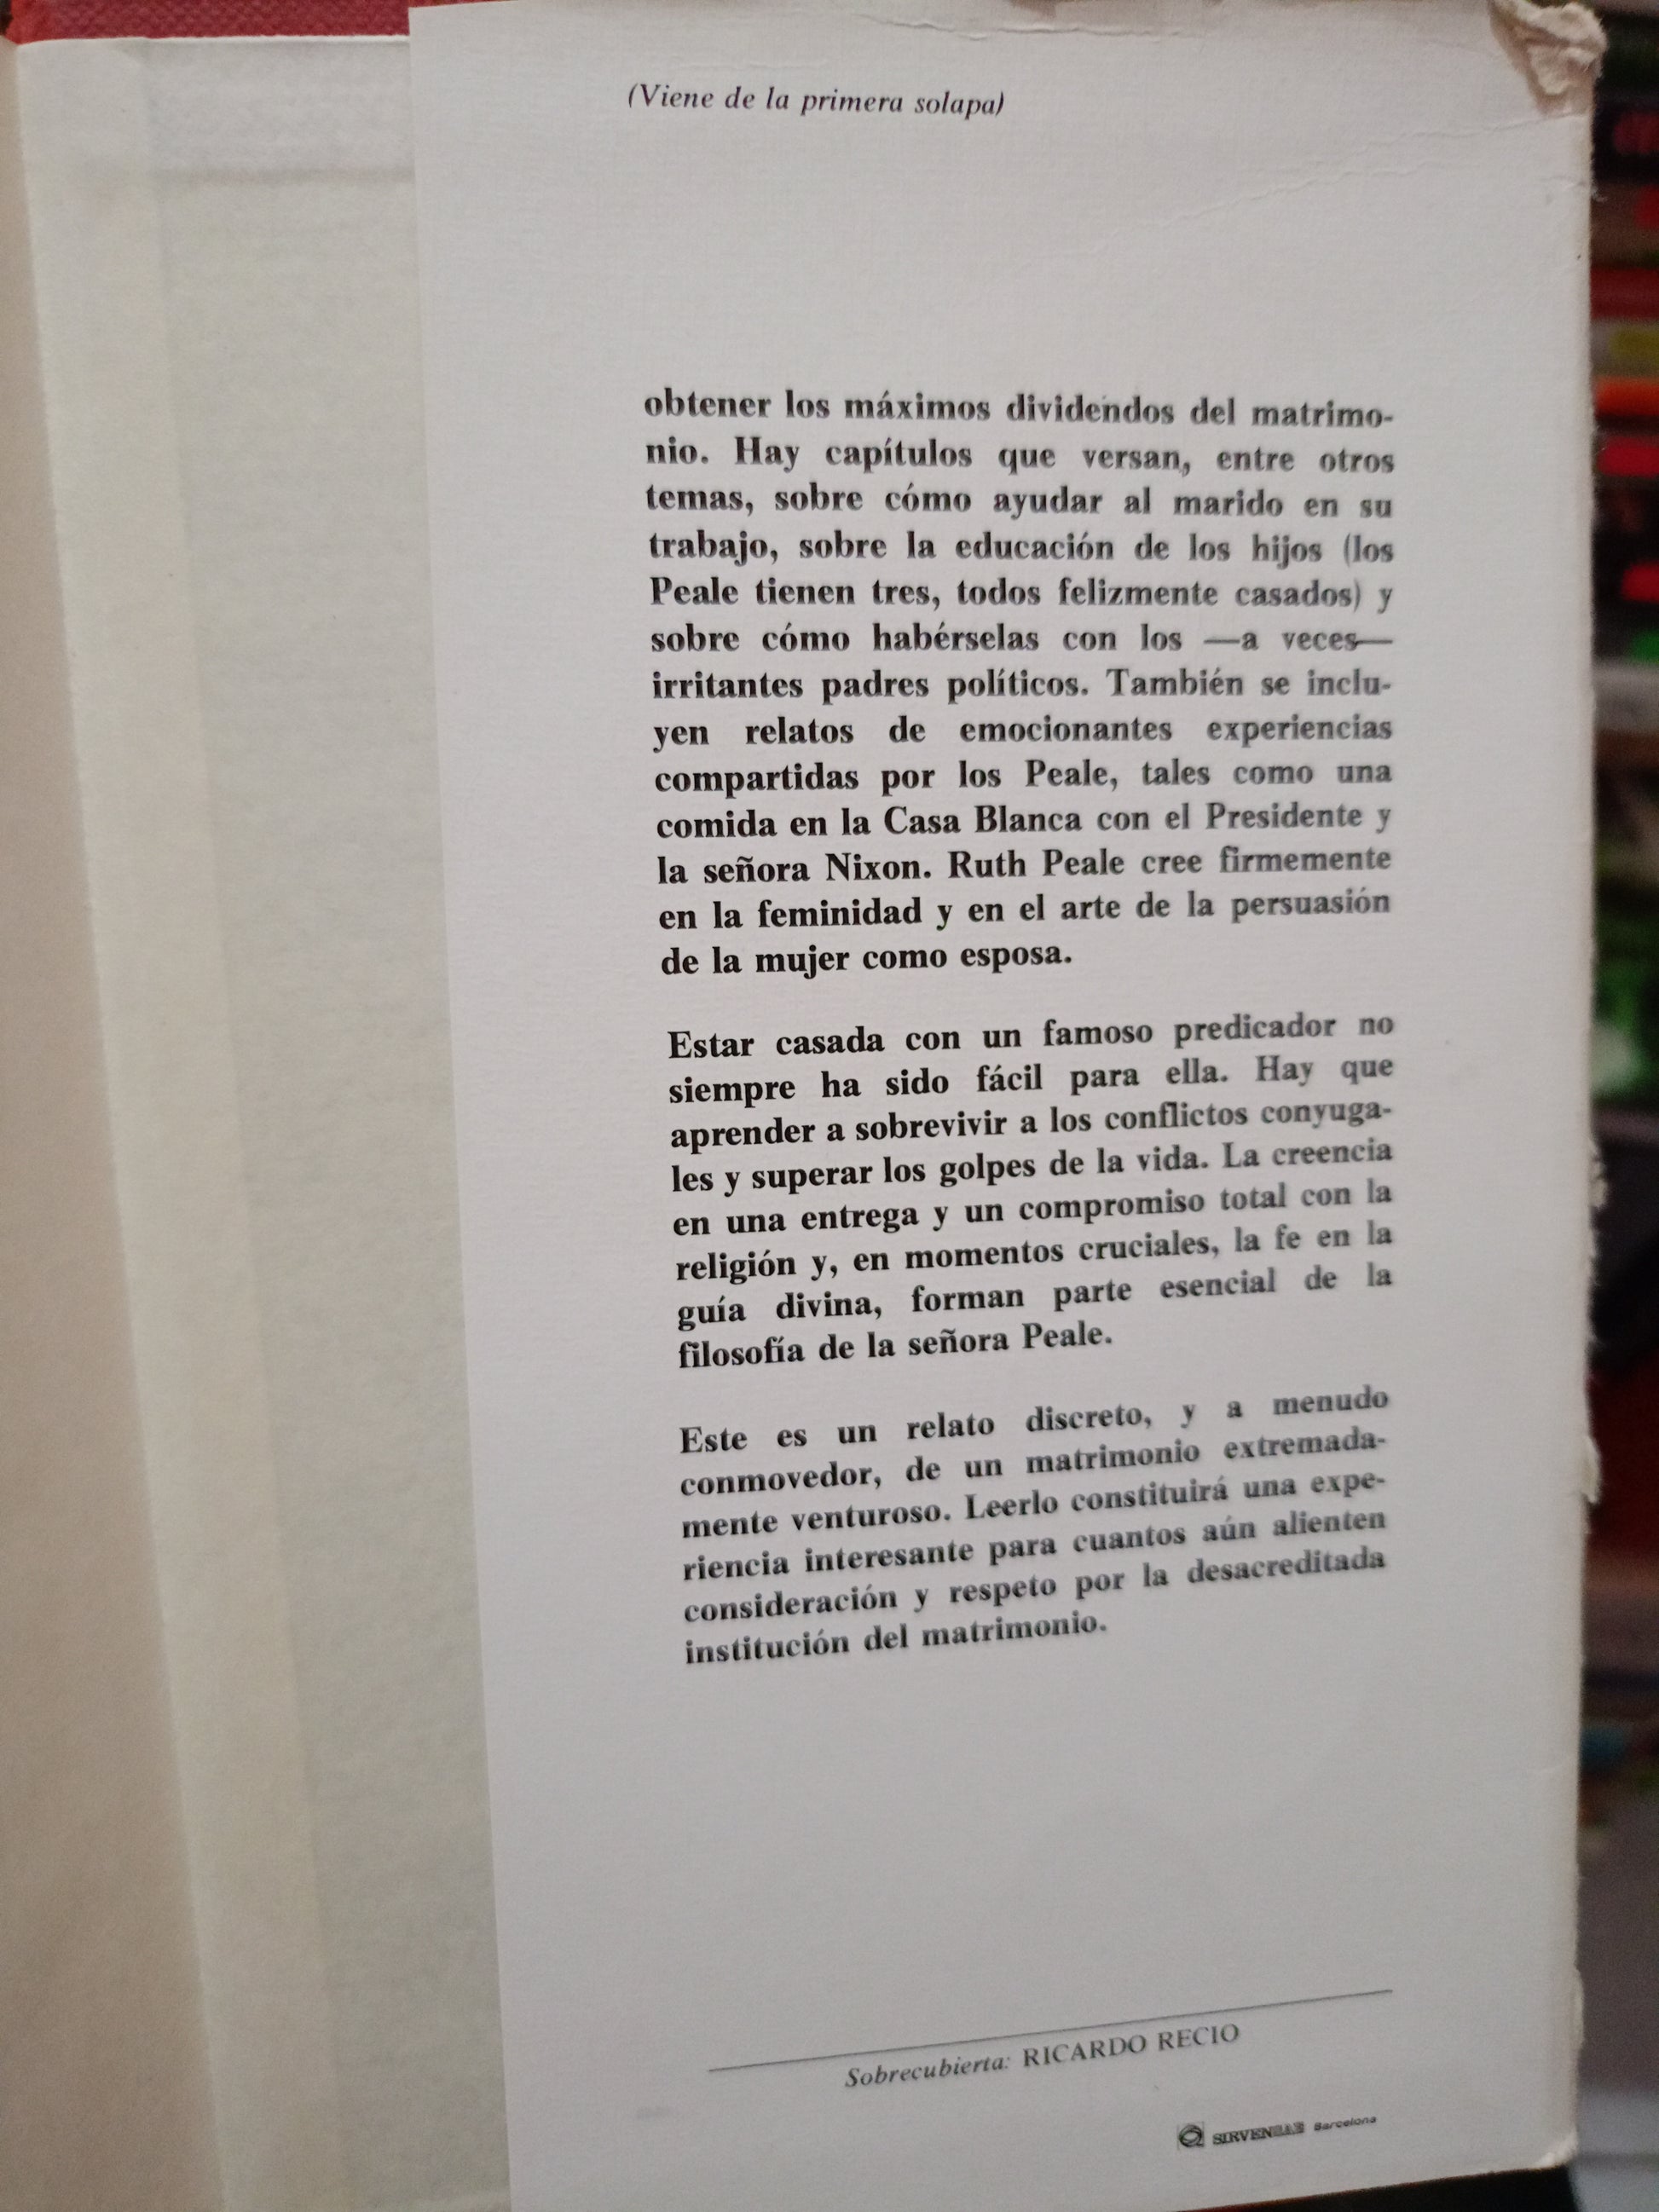 (Viene de la primera solapa)
obtener los máximos dividendos del matrimo-
nio. Hay capítulos que versan, entre otros
temas, sobre cómo ayudar al marido en su
trabajo, sobre la educación de los hijos (los
Peale tienen tres, todos felizmente casados) y
sobre cómo habérselas con los —a veces—
irritantes padres políticos. También se inclu-
yen relatos de emocionantes experiencias
compartidas por los Peale, tales como una
comida en la Casa Blanca con el Presidente y
la señora Nixon. Ruth Peale cree firmemente
en la feminidad y en el arte de la persuasión
de la mujer como esposa.
Estar casada con un famoso predicador no
siempre ha sido fácil para ella. Hay que
aprender a sobrevivir a los conflictos conyuga-
les y superar los golpes de la vida. La creencia
en una entrega y un compromiso total con la
religión y, en momentos cruciales, la fe en la
guía divina, forman parte esencial de la
filosofía de la señora Peale.
Este es un relato discreto, y a menudo
conmovedor, de un matrimonio extremada-
mente venturoso. Leerlo constituirá una expe-
riencia interesante para cuantos aún alienten
consideración y respeto por la desacreditada
institución del matrimonio.
Sobrecubierta: RICARDO RECIO
Barcelona